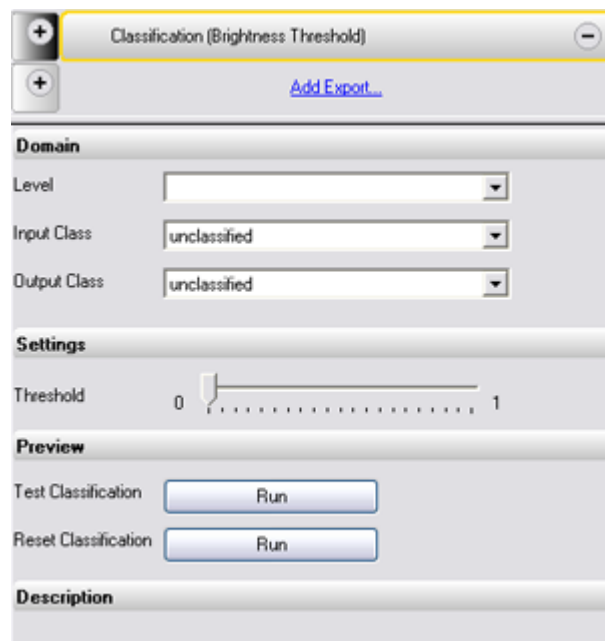 Classification (Brightness Threshold)
Add Export...
Domain
Level
Input Class unclassified
Output Class unclassified
Settings
Threshold 0 1
Preview
Test Classification Run
Reset Classification Run
Description